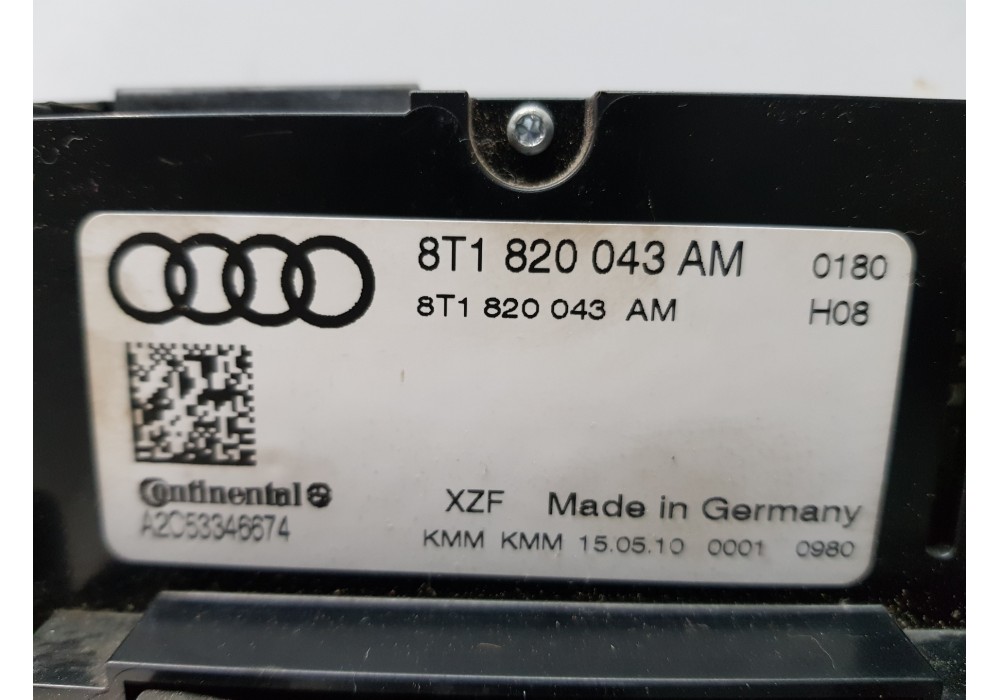 8T1 820 043 AM 0180
8T1 820 043 AM H08
Continental
A2C53346674
XZF Made in Germany
KMM KMM 15.05.10 0001 0980